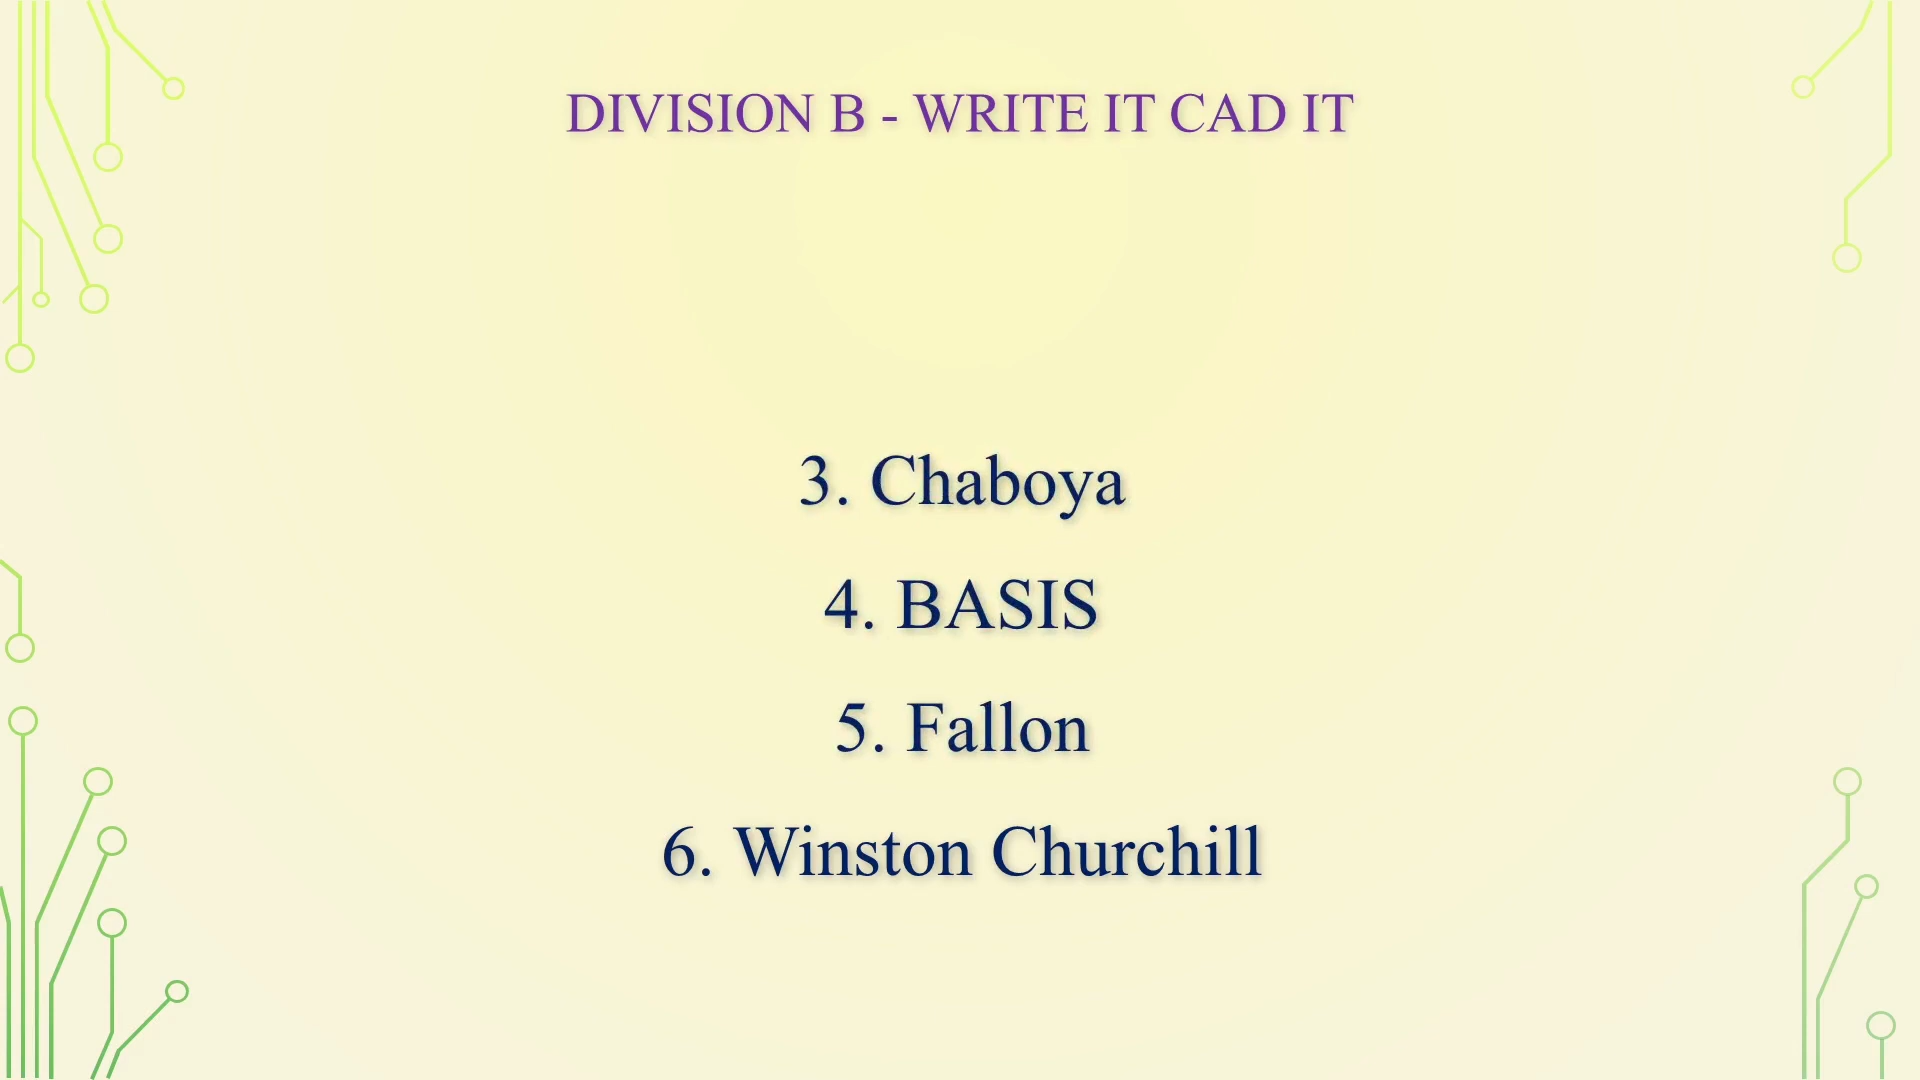 DIVISION B - WRITE IT CAD IT
3. Chaboya
4. BASIS
5. Fallon
6. Winston Churchill